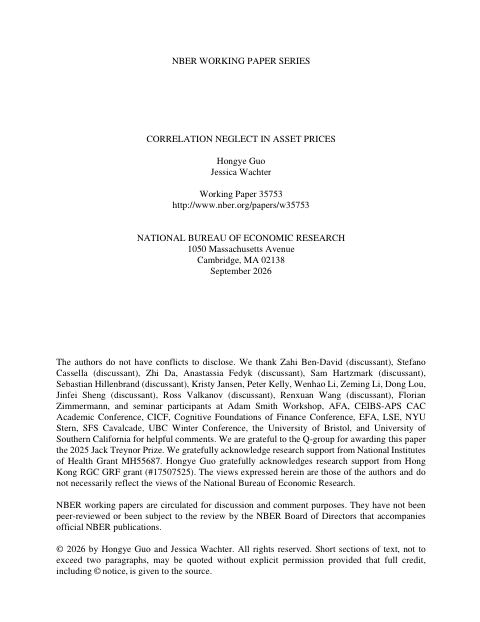 NBER WORKING PAPER SERIES
CORRELATION NEGLECT IN ASSET PRICES
Hongye Guo
Jessica Wachter
Working Paper 35753
http://www.nber.org/papers/w35753
NATIONAL BUREAU OF ECONOMIC RESEARCH
1050 Massachusetts Avenue
Cambridge, MA 02138
September 2026
The authors do not have conflicts to disclose. We thank Zahi Ben-David (discussant), Stefano
Cassella (discussant), Zhi Da, Anastassia Fedyk (discussant), Sam Hartzmark (discussant),
Sebastian Hillenbrand (discussant), Kristy Jansen, Peter Kelly, Wenhao Li, Zeming Li, Dong Lou,
Jinfei Sheng (discussant), Ross Valkanov (discussant), Renxuan Wang (discussant), Florian
Zimmermann, and seminar participants at Adam Smith Workshop, AFA, CEIBS-APS CAC
Academic Conference, CICF, Cognitive Foundations of Finance Conference, EFA, LSE, NYU
Stern, SFS Cavalcade, UBC Winter Conference, the University of Bristol, and University of
Southern California for helpful comments. We are grateful to the Q-group for awarding this paper
the 2025 Jack Treynor Prize. We gratefully acknowledge research support from National Institutes
of Health Grant MH55687. Hongye Guo gratefully acknowledges research support from Hong
Kong RGC GRF grant (#17507525). The views expressed herein are those of the authors and do
not necessarily reflect the views of the National Bureau of Economic Research.
NBER working papers are circulated for discussion and comment purposes. They have not been
peer-reviewed or been subject to the review by the NBER Board of Directors that accompanies
official NBER publications.
© 2026 by Hongye Guo and Jessica Wachter. All rights reserved. Short sections of text, not to
exceed two paragraphs, may be quoted without explicit permission provided that full credit,
including © notice, is given to the source.